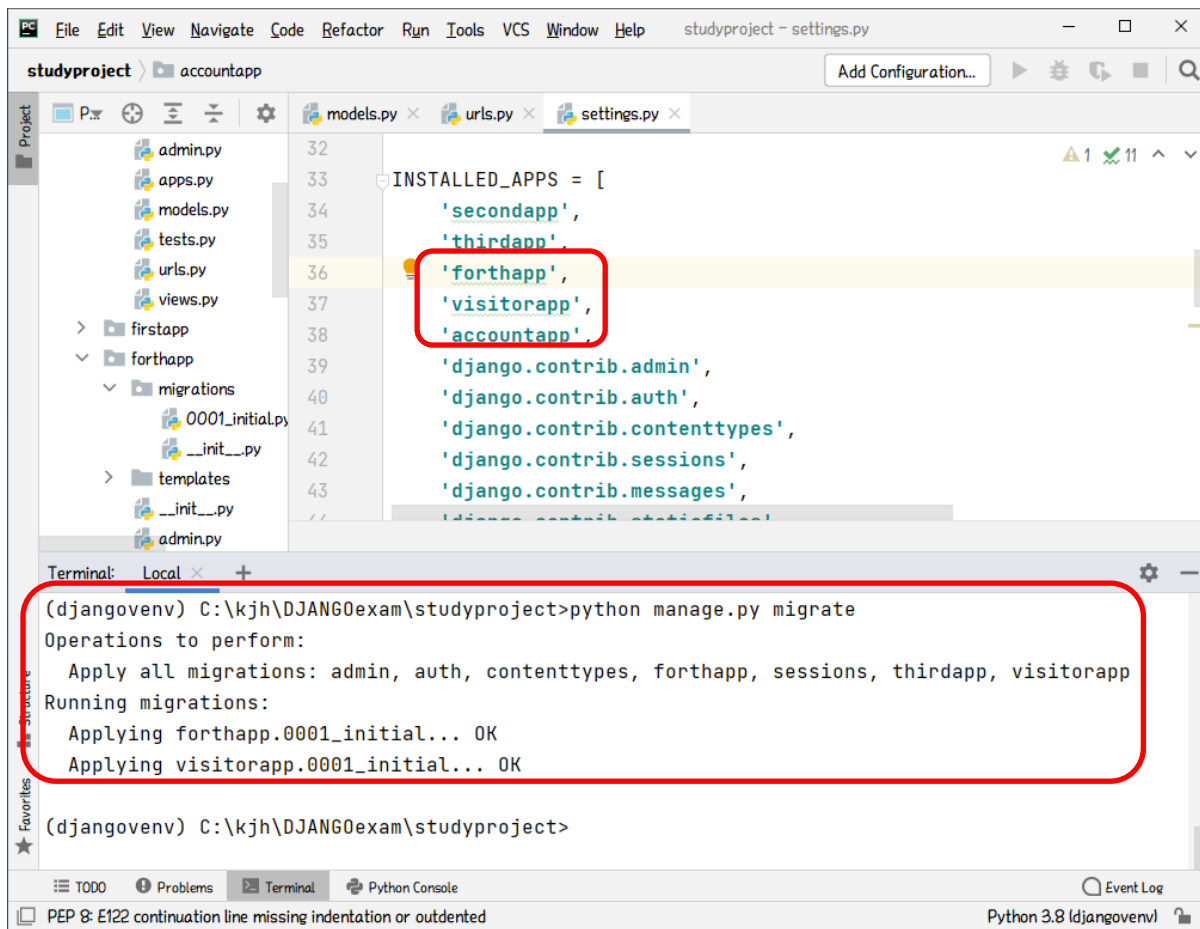 PC File Edit View Navigate Code Refactor Run Tools VCS Window Help studyproject – settings.py
studyproject accountapp Add Configuration...
Project
P..
models.py urls.py settings.py
admin.py
apps.py
models.py
tests.py
urls.py
views.py
firstapp
forthapp
migrations
0001_initial.py
__init__.py
templates
__init__.py
admin.py
1 11
32
33 INSTALLED_APPS = [
34 'secondapp',
35 'thirdapp',
36 'forthapp',
37 'visitorapp',
38 'accountapp',
39 'django.contrib.admin',
40 'django.contrib.auth',
41 'django.contrib.contenttypes',
42 'django.contrib.sessions',
43 'django.contrib.messages',
44 'django.contrib.staticfiles'
Terminal: Local
(djangovenv) C:\kjh\DJANGOexam\studyproject>python manage.py migrate
Operations to perform:
  Apply all migrations: admin, auth, contenttypes, forthapp, sessions, thirdapp, visitorapp
Running migrations:
  Applying forthapp.0001_initial... OK
  Applying visitorapp.0001_initial... OK
(djangovenv) C:\kjh\DJANGOexam\studyproject>
Structure
Favorites
TODO Problems Terminal Python Console Event Log
PEP 8: E122 continuation line missing indentation or outdented Python 3.8 (djangovenv)